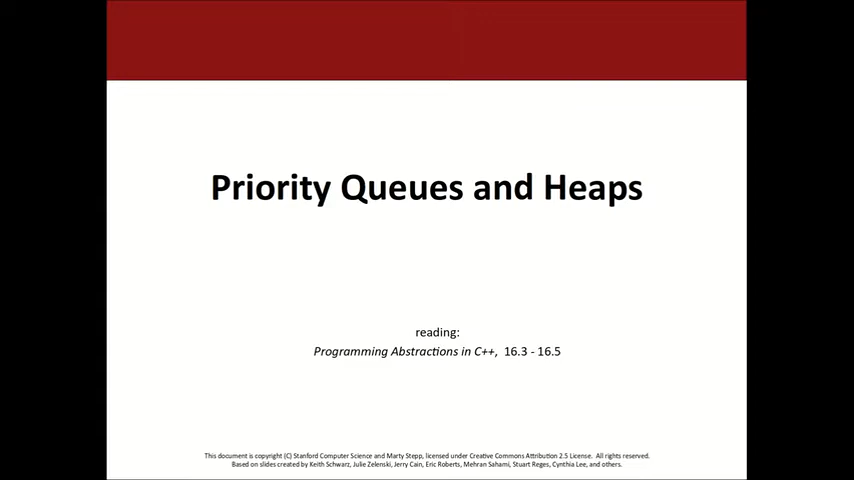 Priority Queues and Heaps
reading:
Programming Abstractions in C++, 16.3 - 16.5
This document is copyright (C) Stanford Computer Science and Marty Stepp, licensed under Creative Commons Attribution 2.5 License. All rights reserved.
Based on slides created by Keith Schwarz, Julie Zelenski, Jerry Cain, Eric Roberts, Mehran Sahami, Stuart Reges, Cynthia Lee, and others.